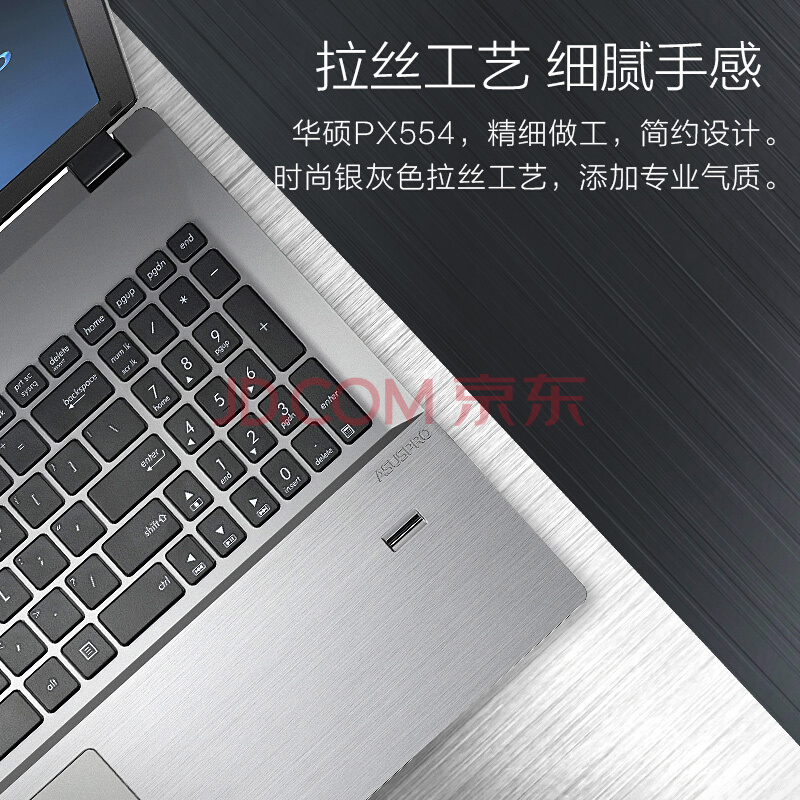 拉丝工艺 细腻手感
华硕PX554，精细做工，简约设计。
时尚银灰色拉丝工艺，添加专业气质。
end
pgdn
pgup
home
delete
prt sc
sysrq
-
*
/
num lk
scr lk
backspace
+
9
pgup
8
7
home
6
5
4
JD.COM 京东
enter
3
pgdn
2
1
end
.
delete
0
insert
ASUSPRO
enter
shift
ctrl
alt